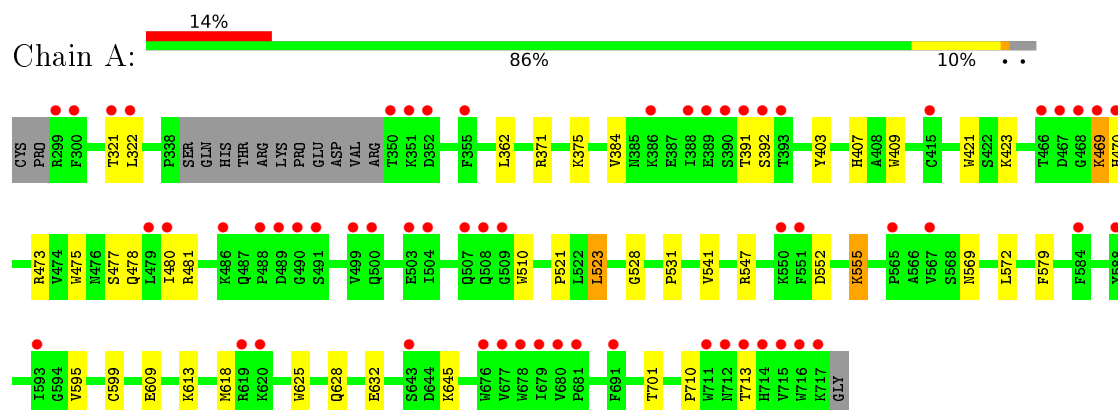 14%
Chain A:
86% 10% • •
CYS PRO R299 F300 T321 L322 P338 SER GLN HIS THR ARG LYS PRO GLU ASP VAL ARG T350 K351 D352 F355 L362 R371 K375 V384 N385 K386 E387 I388 E389 S390 T391 S392 T393 Y403 H407 A408 W409 C415 W421 S422 K423 T466 D467 G468 K469 H470
R473 V474 W475 N476 S477 Q478 L479 I480 R481 K486 Q487 P488 D489 G490 S491 V499 Q500 E503 I504 Q507 Q508 G509 W510 P521 L522 L523 G528 P531 V541 R547 K550 F551 D552 K555 P565 A566 V567 S568 N569 L572 F579 F584 Y588
I593 G594 V595 C599 E609 K613 M618 R619 K620 W625 Q628 E632 S643 D644 K645 W676 V677 W678 I679 V680 P681 F691 T701 P710 W711 N712 T713 H714 V715 W716 K717 GLY